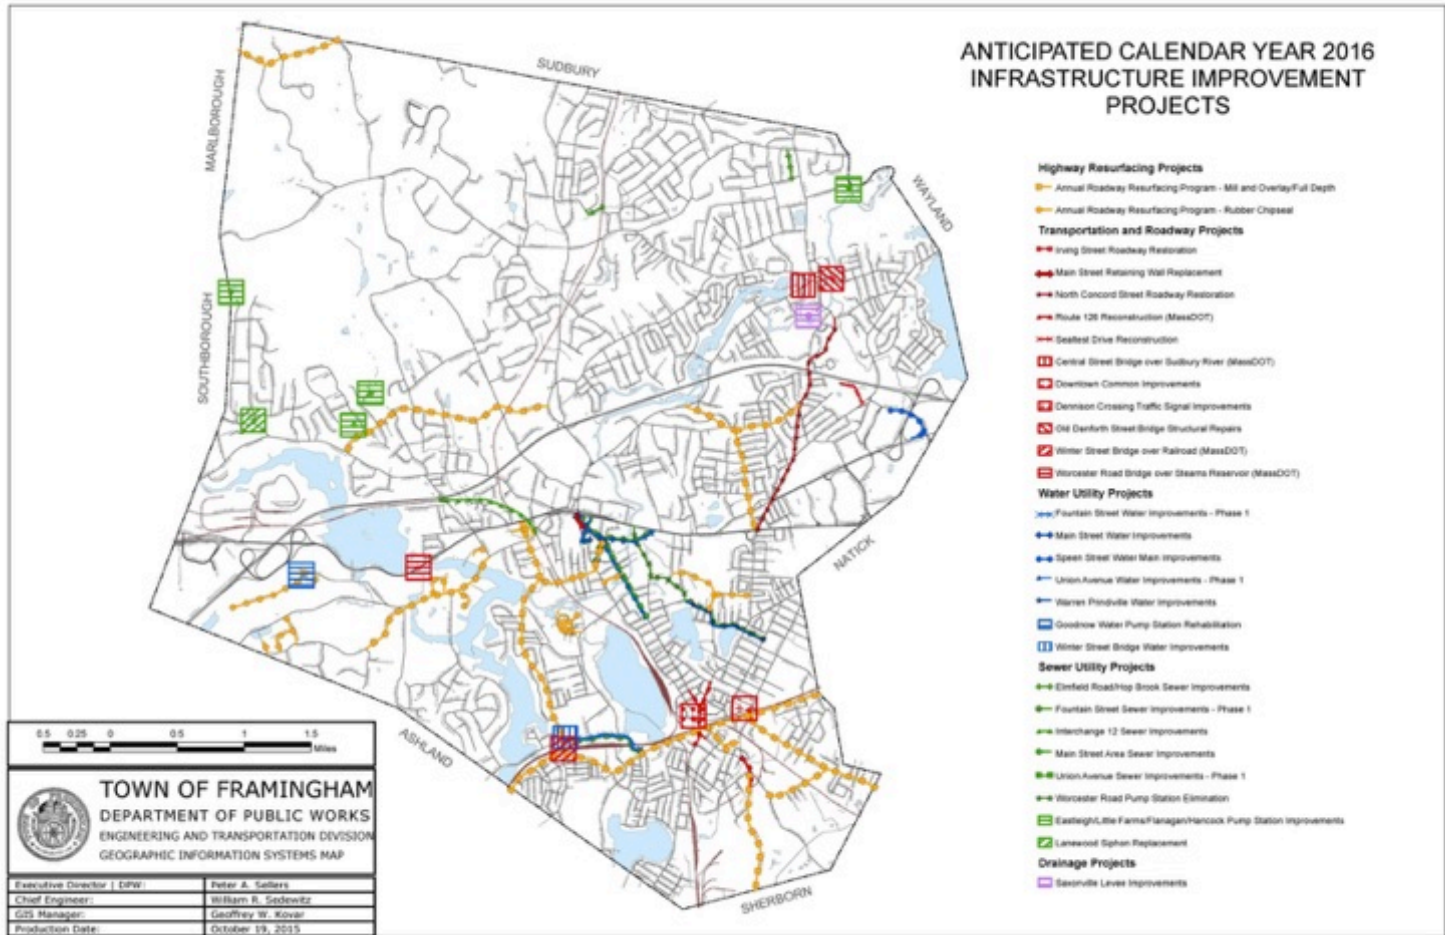 ANTICIPATED CALENDAR YEAR 2016
INFRASTRUCTURE IMPROVEMENT
PROJECTS
SUDBURY
MARLBOROUGH
WAYLAND
SOUTHBOROUGH
NATICK
ASHLAND
SHERBORN
Highway Resurfacing Projects
Annual Roadway Resurfacing Program - Mill and Overlay/Full Depth
Annual Roadway Resurfacing Program - Rubber Chipseal
Transportation and Roadway Projects
Irving Street Roadway Restoration
Main Street Retaining Wall Replacement
North Concord Street Roadway Restoration
Route 126 Reconstruction (MassDOT)
Sealtest Drive Reconstruction
Central Street Bridge over Sudbury River (MassDOT)
Downtown Common Improvements
Dennison Crossing Traffic Signal Improvements
Old Danforth Street Bridge Structural Repairs
Winter Street Bridge over Railroad (MassDOT)
Worcester Road Bridge over Stearns Reservoir (MassDOT)
Water Utility Projects
Fountain Street Water Improvements - Phase 1
Main Street Water Improvements
Speen Street Water Main Improvements
Union Avenue Water Improvements - Phase 1
Warren Prindiville Water Improvements
Goodnow Water Pump Station Rehabilitation
Winter Street Bridge Water Improvements
Sewer Utility Projects
Elmfield Road/Hop Brook Sewer Improvements
Fountain Street Sewer Improvements - Phase 1
Interchange 12 Sewer Improvements
Main Street Area Sewer Improvements
Union Avenue Sewer Improvements - Phase 1
Worcester Road Pump Station Elimination
Eastleigh/Little Farms/Flanagan/Hancock Pump Station Improvements
Lanewood Siphon Replacement
Drainage Projects
Saxonville Levee Improvements
0.5 0.25 0 0.5 1 1.5
Miles
TOWN OF FRAMINGHAM
DEPARTMENT OF PUBLIC WORKS
ENGINEERING AND TRANSPORTATION DIVISION
GEOGRAPHIC INFORMATION SYSTEMS MAP
Executive Director | DPW: Peter A. Sellers
Chief Engineer: William R. Sedewitz
GIS Manager: Geoffrey W. Kovar
Production Date: October 19, 2015